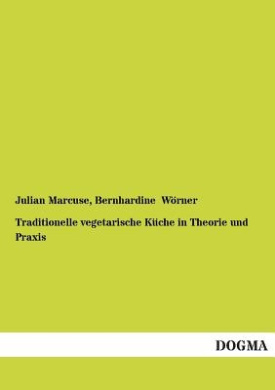 Julian Marcuse, Bernhardine Wörner
Traditionelle vegetarische Küche in Theorie und
Praxis
DOGMA